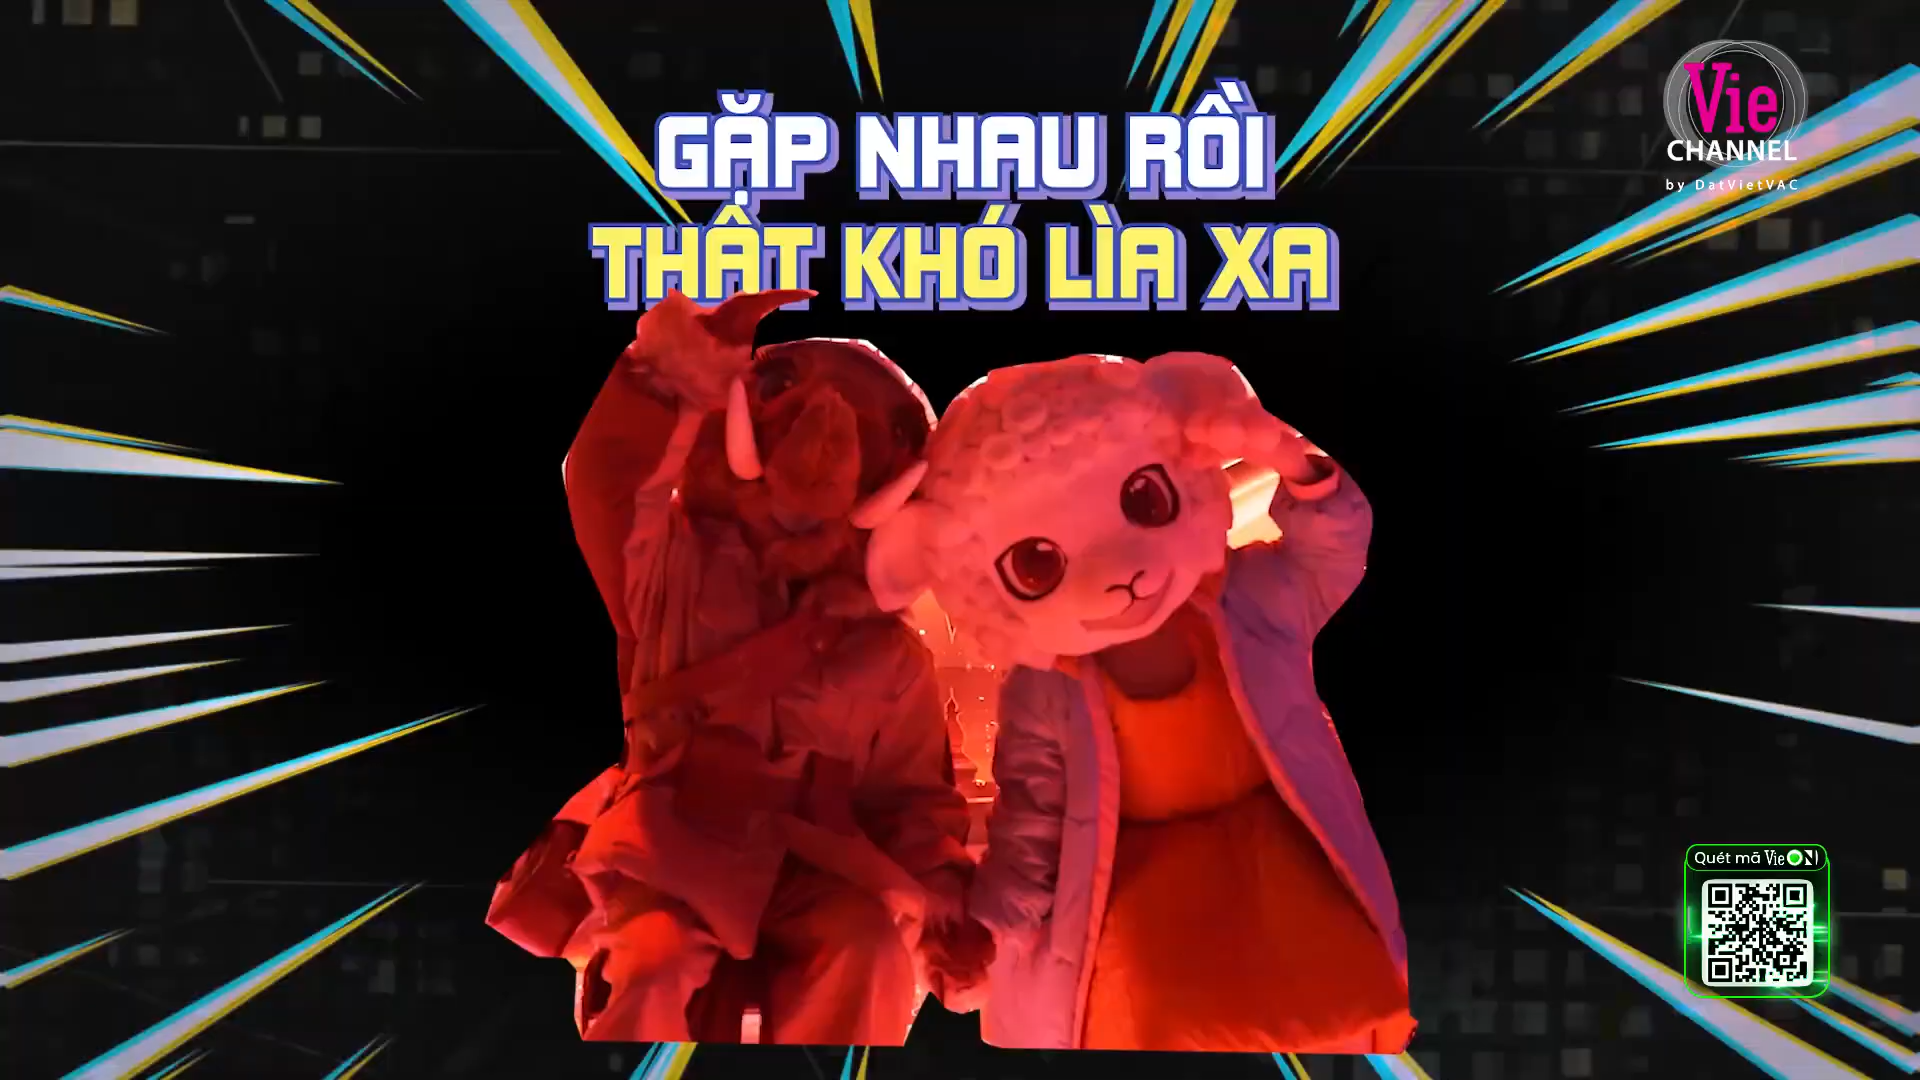 GẶP NHAU RỒI
THẬT KHÓ LÌA XA
Vie
CHANNEL
by DatVietVAC
Quét mã VieON